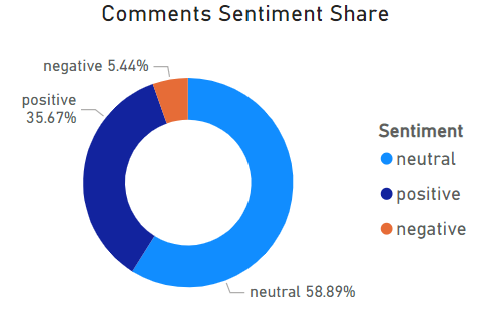 Comments Sentiment Share
negative 5.44%
positive
35.67%
Sentiment
neutral
positive
negative
neutral 58.89%